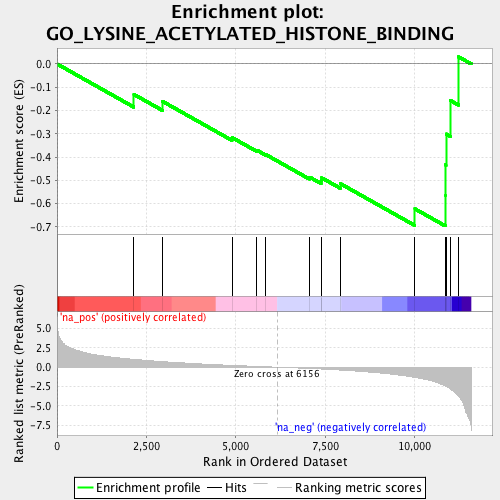 Enrichment plot:
GO_LYSINE_ACETYLATED_HISTONE_BINDING
Enrichment score (ES)
0.0
-0.1
-0.2
-0.3
-0.4
-0.5
-0.6
-0.7
'na_pos' (positively correlated)
Ranked list metric (PreRanked)
5.0
2.5
0.0
-2.5
-5.0
-7.5
Zero cross at 6156
'na_neg' (negatively correlated)
0
2,500
5,000
7,500
10,000
Rank in Ordered Dataset
Enrichment profile
Hits
Ranking metric scores